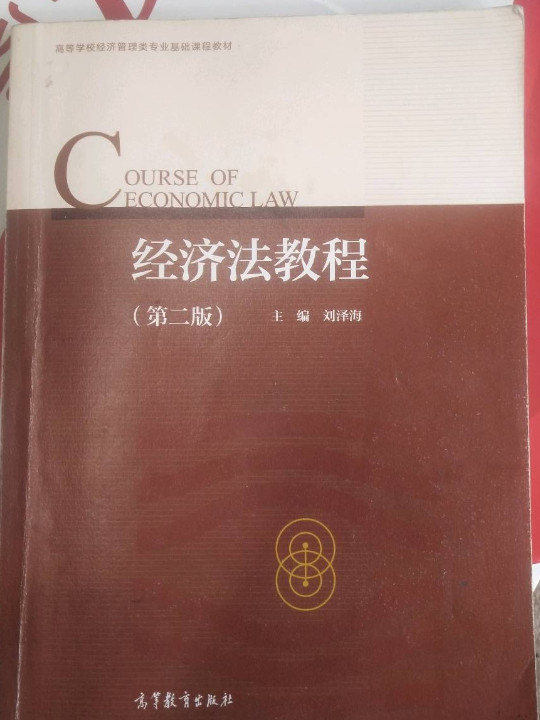 高等学校经济管理类专业基础课程教材
COURSE OF
ECONOMIC LAW
经济法教程
（第二版） 主 编 刘泽海
高等教育出版社